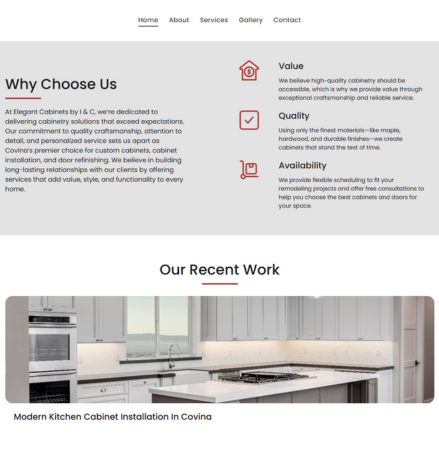 Home About Services Gallery Contact
Why Choose Us
At Elegant Cabinets by I & C, we're dedicated to
delivering cabinetry solutions that exceed expectations.
Our commitment to quality craftsmanship, attention to
detail, and personalized service sets us apart as
Covina's premier choice for custom cabinets, cabinet
installation, and door refinishing. We believe in building
long-lasting relationships with our clients by offering
services that add value, style, and functionality to every
home.
Value
We believe high-quality cabinetry should be
accessible, which is why we provide value through
exceptional craftsmanship and reliable service.
Quality
Using only the finest materials—like maple,
hardwood, and durable finishes—we create
cabinets that stand the test of time.
Availability
We provide flexible scheduling to fit your
remodeling projects and offer free consultations to
help you choose the best cabinets and doors for
your space.
Our Recent Work
Modern Kitchen Cabinet Installation In Covina